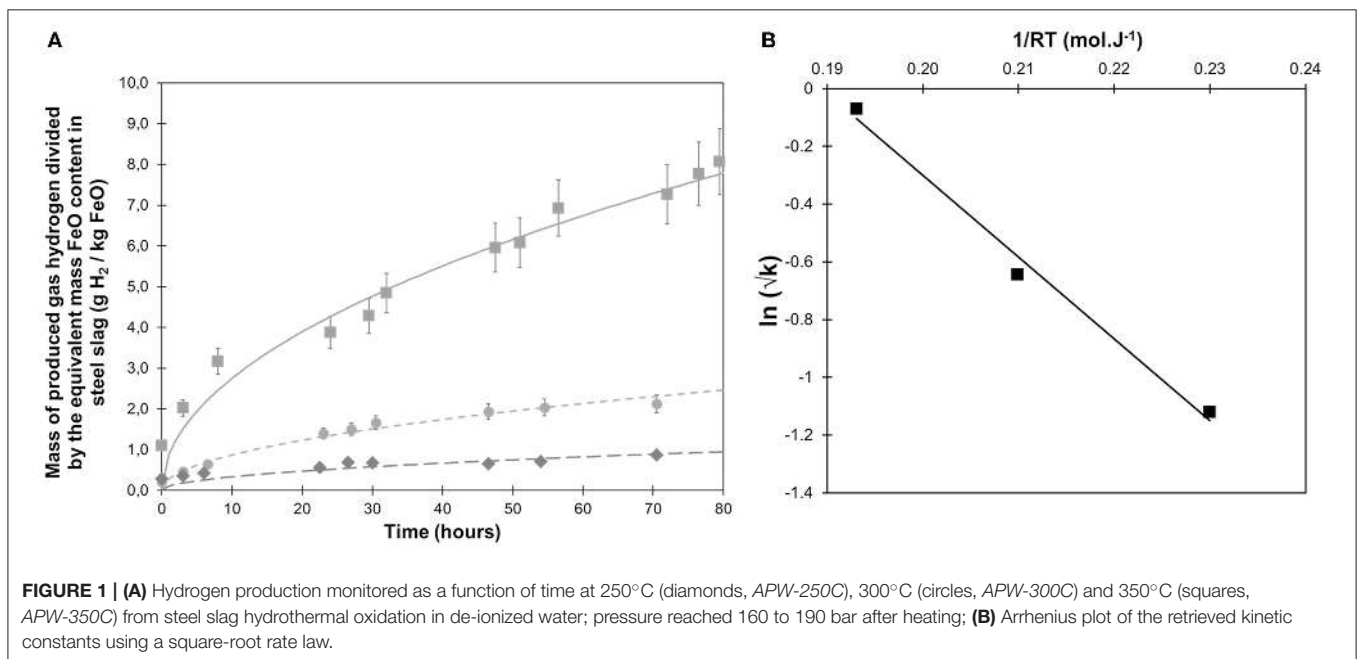 A
Mass of produced gas hydrogen divided
by the equivalent mass FeO content in
steel slag (g H2 / kg FeO)
10,0
9,0
8,0
7,0
6,0
5,0
4,0
3,0
2,0
1,0
0,0
0 10 20 30 40 50 60 70 80
Time (hours)
B
1/RT (mol.J-1)
0.19 0.20 0.21 0.22 0.23 0.24
0
-0.2
-0.4
-0.6
-0.8
-1
-1.2
-1.4
ln (√k)
FIGURE 1 | (A) Hydrogen production monitored as a function of time at 250°C (diamonds, APW-250C), 300°C (circles, APW-300C) and 350°C (squares,
APW-350C) from steel slag hydrothermal oxidation in de-ionized water; pressure reached 160 to 190 bar after heating; (B) Arrhenius plot of the retrieved kinetic
constants using a square-root rate law.